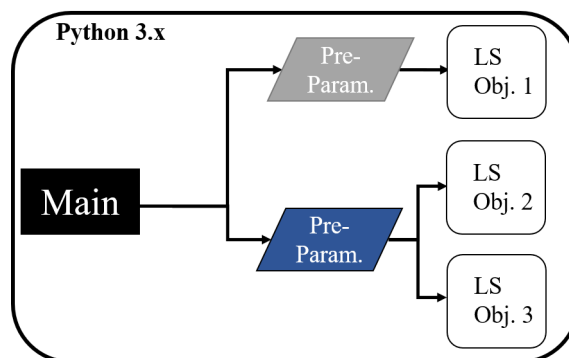 Python 3.x
Pre-
Param.
LS
Obj. 1
Main
Pre-
Param.
LS
Obj. 2
LS
Obj. 3